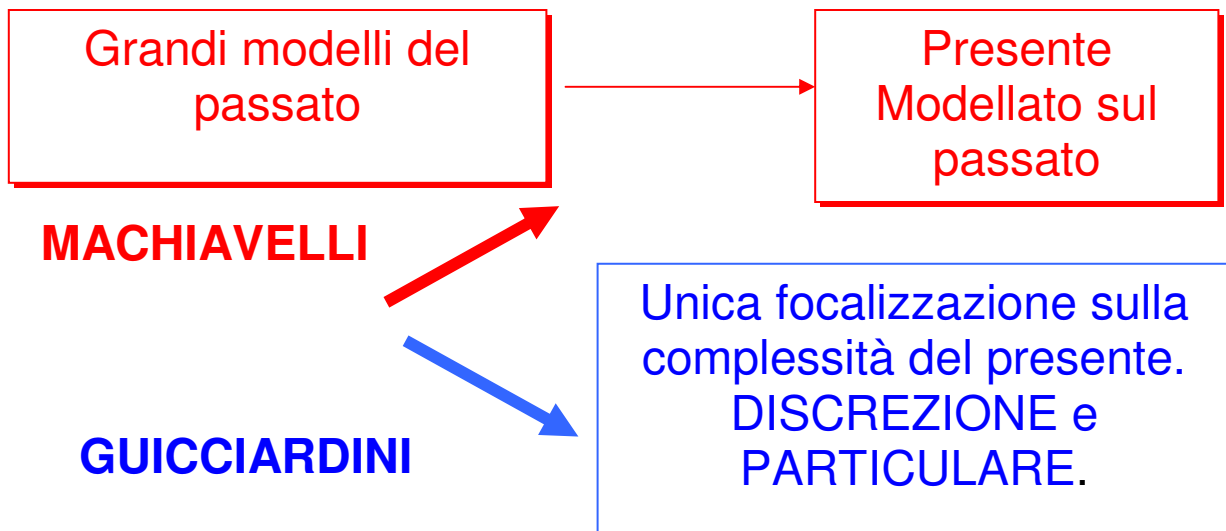 Grandi modelli del
passato
Presente
Modellato sul
passato
MACHIAVELLI
Unica focalizzazione sulla
complessità del presente.
DISCREZIONE e
PARTICULARE.
GUICCIARDINI